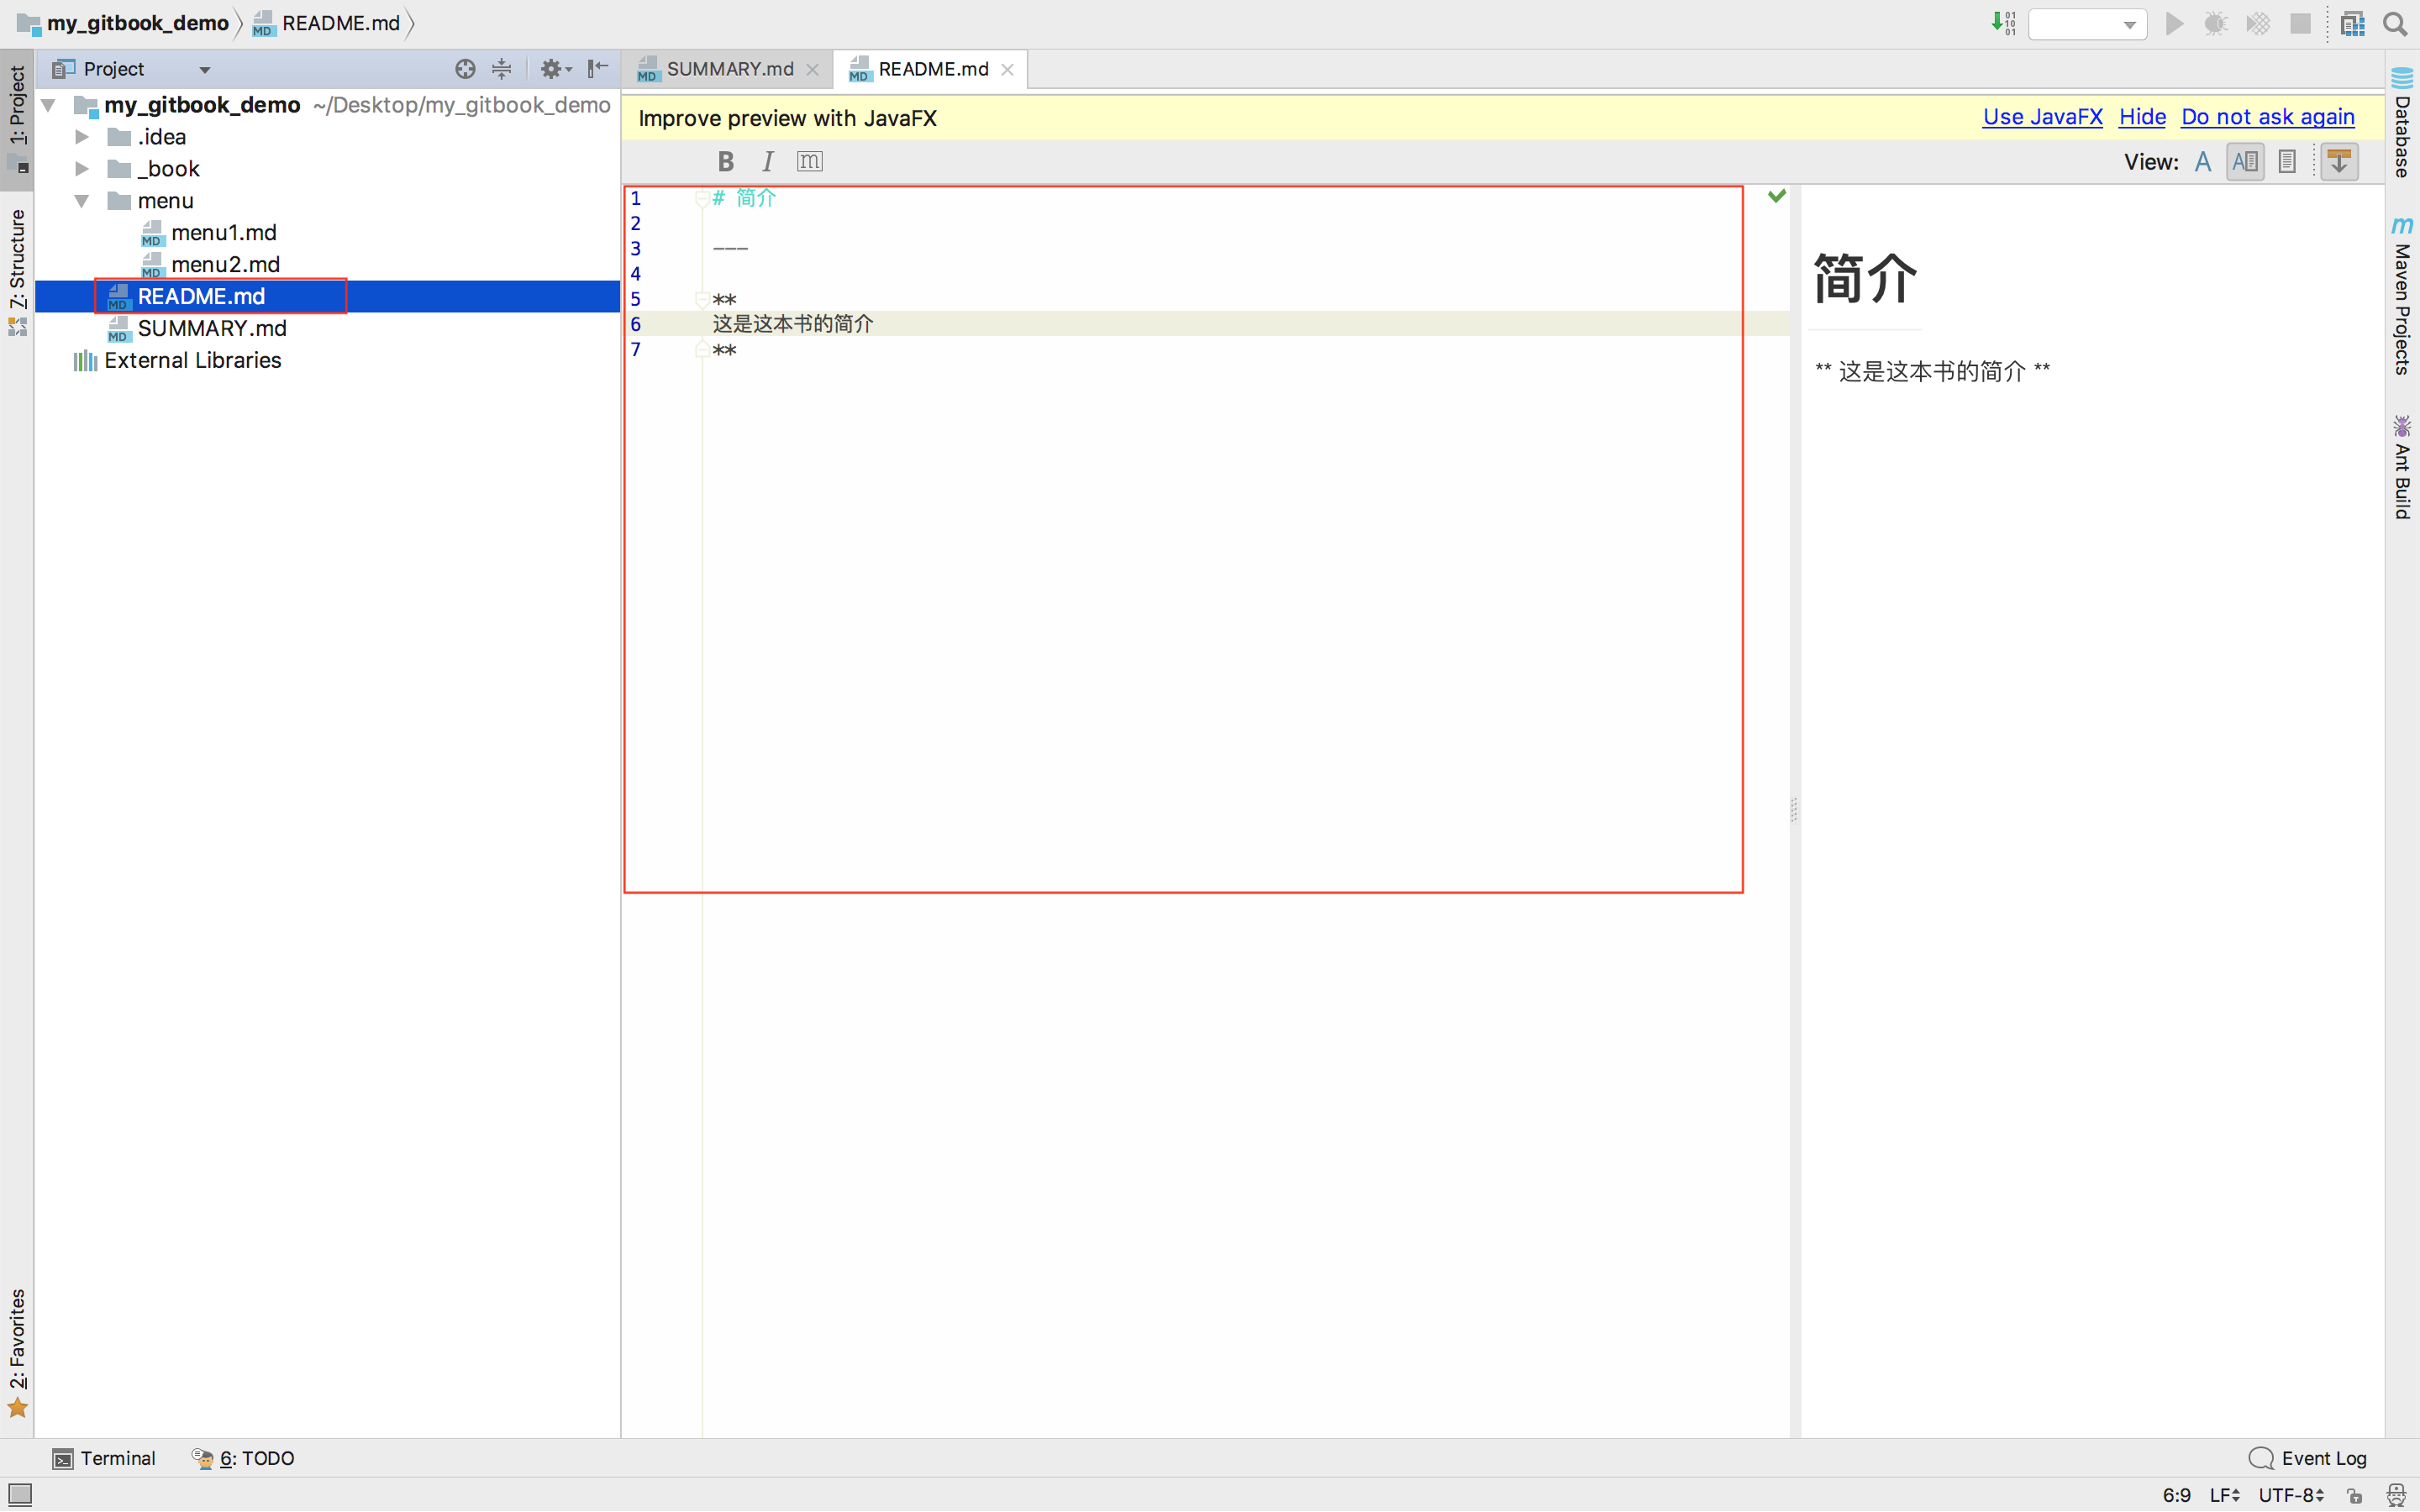 my_gitbook_demo README.md
Project
SUMMARY.md README.md
my_gitbook_demo ~/Desktop/my_gitbook_demo
.idea
_book
menu
menu1.md
menu2.md
README.md
SUMMARY.md
External Libraries
Improve preview with JavaFX Use JavaFX Hide Do not ask again
B I m View: A A
1 # 简介
2
3 ---
4
5 **
6 这是这本书的简介
7 **
简介
** 这是这本书的简介 **
1: Project
7: Structure
2: Favorites
Database
m Maven Projects
Ant Build
Terminal 6: TODO Event Log
6:9 LF UTF-8